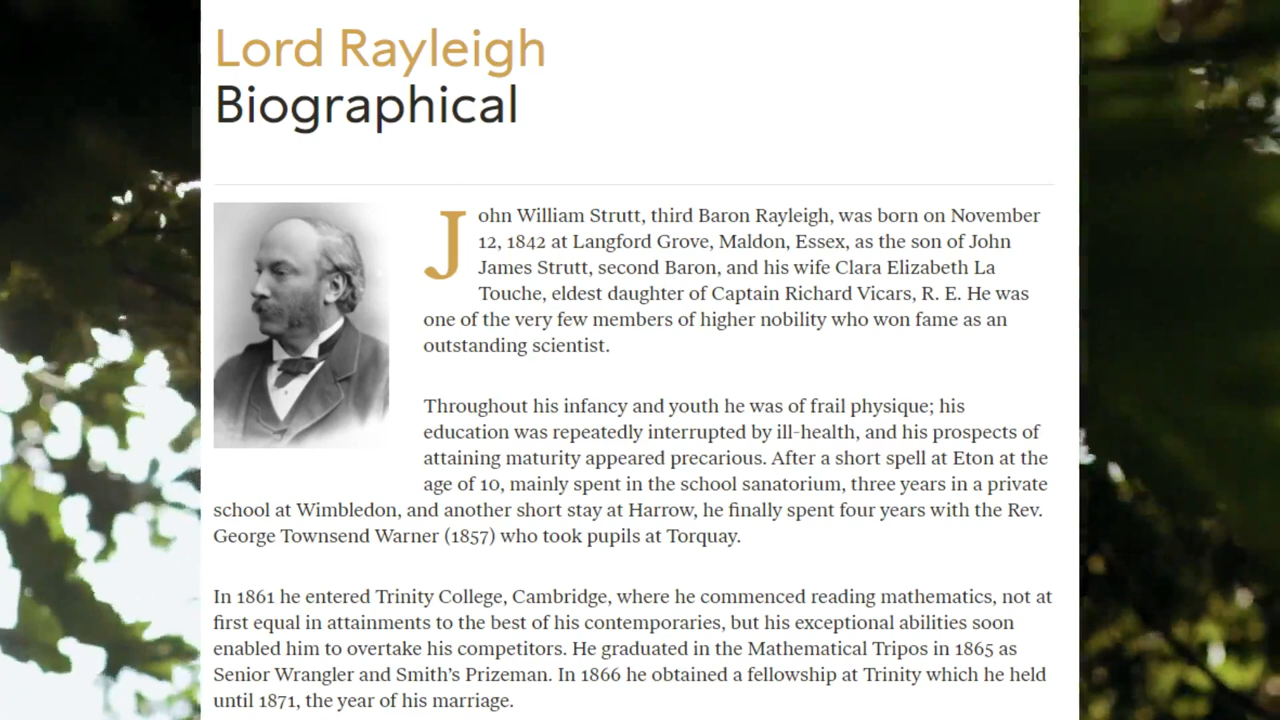 Lord Rayleigh
Biographical
John William Strutt, third Baron Rayleigh, was born on November
12, 1842 at Langford Grove, Maldon, Essex, as the son of John
James Strutt, second Baron, and his wife Clara Elizabeth La
Touche, eldest daughter of Captain Richard Vicars, R. E. He was
one of the very few members of higher nobility who won fame as an
outstanding scientist.
Throughout his infancy and youth he was of frail physique; his
education was repeatedly interrupted by ill-health, and his prospects of
attaining maturity appeared precarious. After a short spell at Eton at the
age of 10, mainly spent in the school sanatorium, three years in a private
school at Wimbledon, and another short stay at Harrow, he finally spent four years with the Rev.
George Townsend Warner (1857) who took pupils at Torquay.
In 1861 he entered Trinity College, Cambridge, where he commenced reading mathematics, not at
first equal in attainments to the best of his contemporaries, but his exceptional abilities soon
enabled him to overtake his competitors. He graduated in the Mathematical Tripos in 1865 as
Senior Wrangler and Smith’s Prizeman. In 1866 he obtained a fellowship at Trinity which he held
until 1871, the year of his marriage.